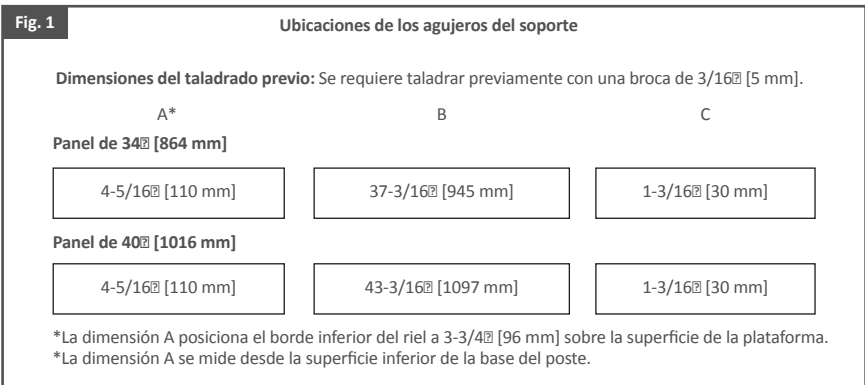 Fig. 1
Ubicaciones de los agujeros del soporte
Dimensiones del taladrado previo: Se requiere taladrar previamente con una broca de 3/16⍰ [5 mm].
A* B C
Panel de 34⍰ [864 mm]
4-5/16⍰ [110 mm] 37-3/16⍰ [945 mm] 1-3/16⍰ [30 mm]
Panel de 40⍰ [1016 mm]
4-5/16⍰ [110 mm] 43-3/16⍰ [1097 mm] 1-3/16⍰ [30 mm]
*La dimensión A posiciona el borde inferior del riel a 3-3/4⍰ [96 mm] sobre la superficie de la plataforma.
*La dimensión A se mide desde la superficie inferior de la base del poste.